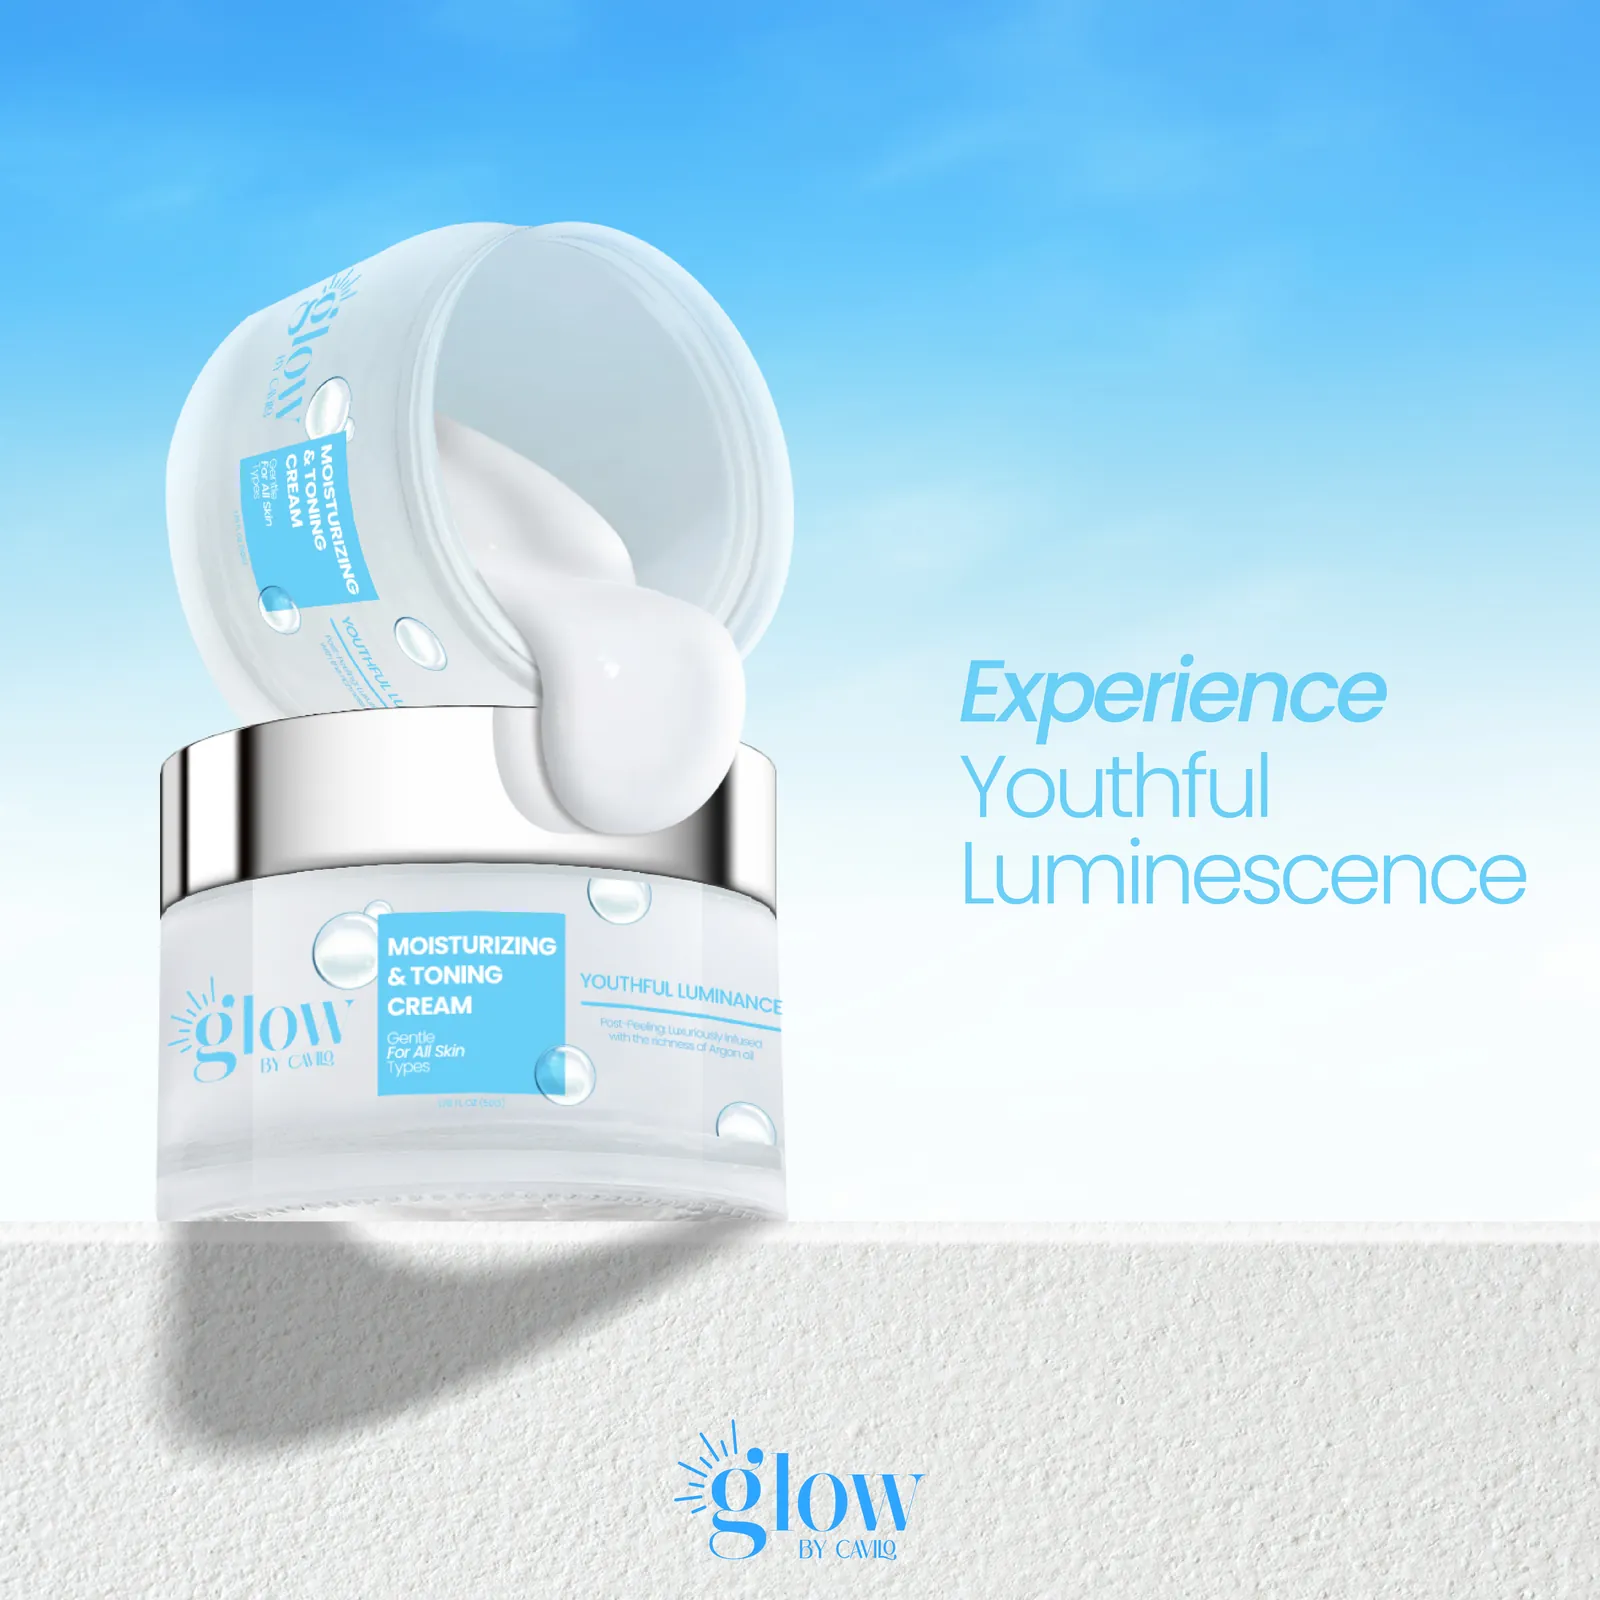 glow
BY CAVILQ
MOISTURIZING
& TONING
CREAM
Gentle
For All Skin
Types
YOUTHFUL LU
Experience
Youthful
Luminescence
glow
BY CAVILQ
MOISTURIZING
& TONING
CREAM
Gentle
For All Skin
Types
YOUTHFUL LUMINANCE
Post-Peeling: Luxuriously Infused
with the richness of Argan oil
glow
BY CAVILQ